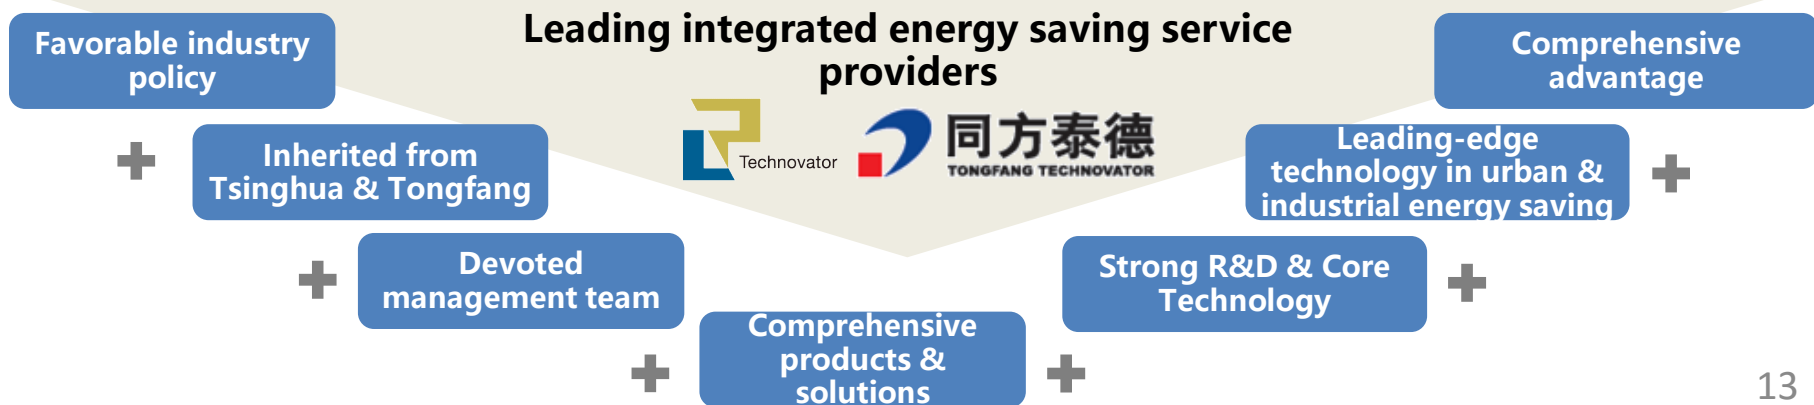 Leading integrated energy saving service
providers
Technovator
同方泰德
TONGFANG TECHNOVATOR
Favorable industry
policy
Inherited from
Tsinghua & Tongfang
Devoted
management team
Comprehensive
products &
solutions
Strong R&D & Core
Technology
Leading-edge
technology in urban &
industrial energy saving
Comprehensive
advantage
13